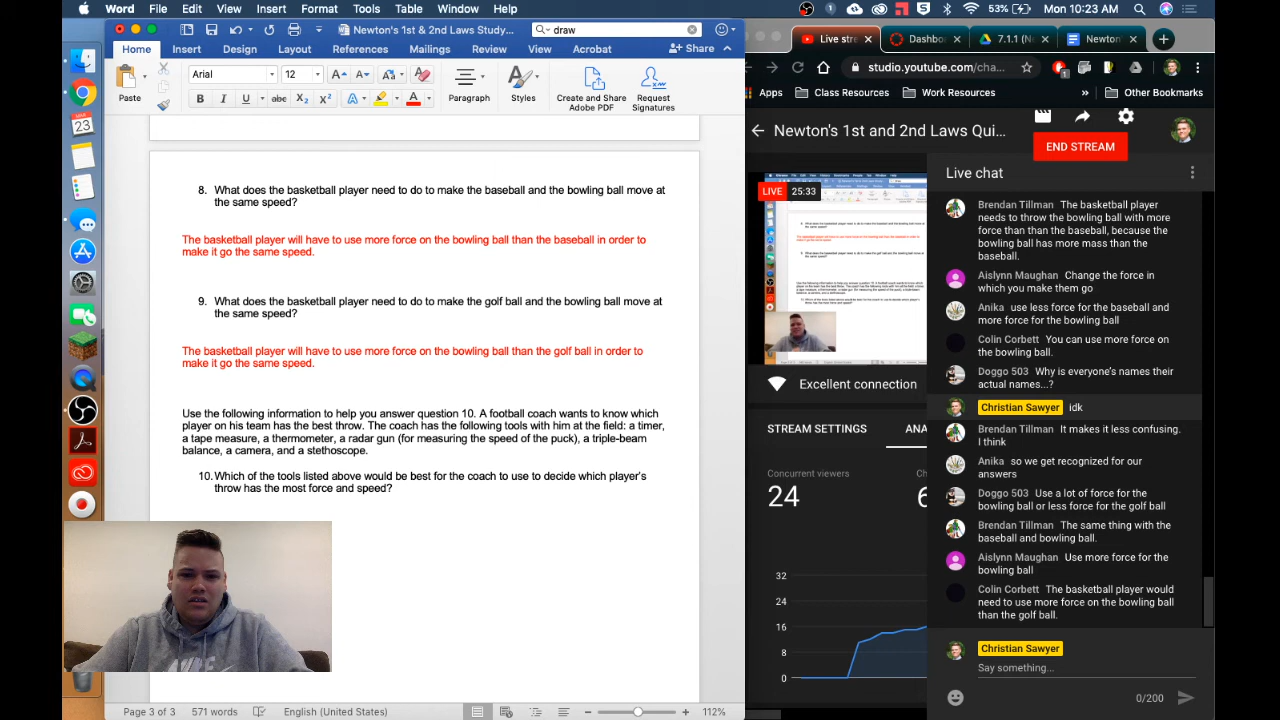 Word File Edit View Insert Format Tools Table Window Help
1 5 53% Mon 10:23 AM
Newton's 1st & 2nd Laws Study...
draw
Home Insert Design Layout References Mailings Review View Acrobat Share
Paste
Arial 12
B I U abc X₂ X² A A
Paragraph
Styles
Create and Share
Adobe PDF
Request
Signatures
23
8. What does the basketball player need to do to make the baseball and the bowling ball move at
the same speed?
The basketball player will have to use more force on the bowling ball than the baseball in order to
make it go the same speed.
9. What does the basketball player need to do to make the golf ball and the bowling ball move at
the same speed?
The basketball player will have to use more force on the bowling ball than the golf ball in order to
make it go the same speed.
Use the following information to help you answer question 10. A football coach wants to know which
player on his team has the best throw. The coach has the following tools with him at the field: a timer,
a tape measure, a thermometer, a radar gun (for measuring the speed of the puck), a triple-beam
balance, a camera, and a stethoscope.
10. Which of the tools listed above would be best for the coach to use to decide which player's
throw has the most force and speed?
Page 3 of 3 571 words English (United States) 112%
Live stre Dashbo 7.1.1 (N Newton
studio.youtube.com/cha...
Apps Class Resources Work Resources » Other Bookmarks
Newton's 1st and 2nd Laws Qui...
END STREAM
LIVE 25:33
Excellent connection
STREAM SETTINGS ANA
Concurrent viewers
24
32
24
16
8
0
Live chat
Brendan Tillman The basketball player
needs to throw the bowling ball with more
force than than the baseball, because the
bowling ball has more mass than the
baseball.
Aislynn Maughan Change the force in
which you make them go
Anika use less force for the baseball and
more force for the bowling ball
Colin Corbett You can use more force on
the bowling ball.
Doggo 503 Why is everyone's names their
actual names...?
Christian Sawyer idk
Brendan Tillman It makes it less confusing.
I think
Anika so we get recognized for our
answers
Doggo 503 Use a lot of force for the
bowling ball or less force for the golf ball
Brendan Tillman The same thing with the
baseball and bowling ball.
Aislynn Maughan Use more force for the
bowling ball
Colin Corbett The basketball player would
need to use more force on the bowling ball
than the golf ball.
Christian Sawyer
Say something...
0/200